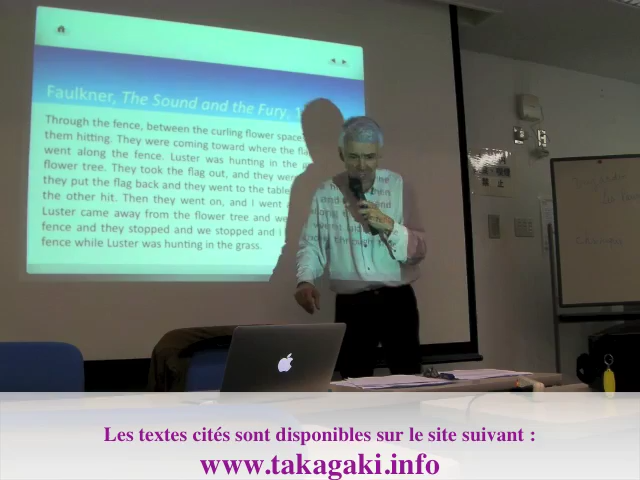 Faulkner, The Sound and the Fury, 1
Through the fence, between the curling flower space
them hitting. They were coming toward where the
went along the fence. Luster was hunting in the
flower tree. They took the flag out, and they
they put the flag back and they went to the table
the other hit. Then they went on, and I went
Luster came away from the flower tree and
fence and they stopped and we stopped and
fence while Luster was hunting in the grass.
禁止
Les textes cités sont disponibles sur le site suivant :
www.takagaki.info